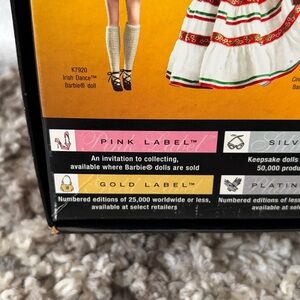 K7920
Irish Dance™
Barbie® doll
PINK LABEL™
An invitation to collecting,
available where Barbie® dolls are sold
GOLD LABEL™
Numbered editions of 25,000 worldwide or less,
available at select retailers
SILV
Keepsake dolls
50,000 produ
PLATIN
Numbered editions of less
available at se